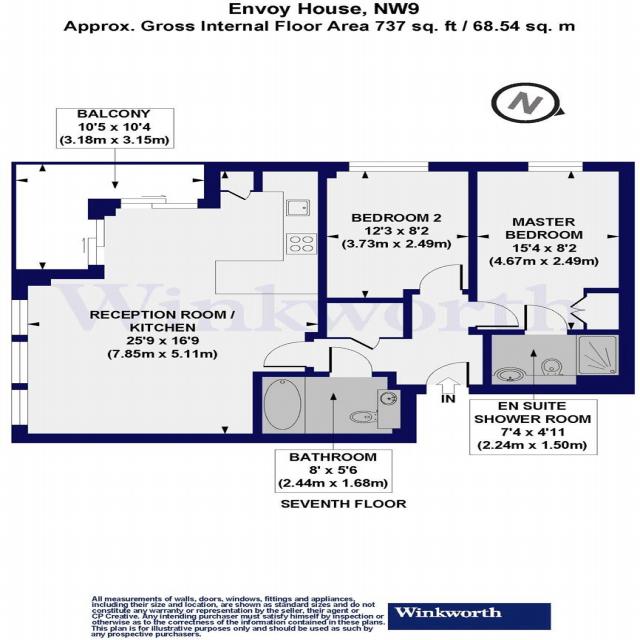 Envoy House, NW9
Approx. Gross Internal Floor Area 737 sq. ft / 68.54 sq. m
N
BALCONY
10'5 x 10'4
(3.18m x 3.15m)
BEDROOM 2
12'3 x 8'2
(3.73m x 2.49m)
MASTER
BEDROOM
15'4 x 8'2
(4.67m x 2.49m)
Winkworth
RECEPTION ROOM /
KITCHEN
25'9 x 16'9
(7.85m x 5.11m)
IN
EN SUITE
SHOWER ROOM
7'4 x 4'11
(2.24m x 1.50m)
BATHROOM
8' x 5'6
(2.44m x 1.68m)
SEVENTH FLOOR
All measurements of walls, doors, windows, fittings and appliances,
including their size and location, are shown as standard sizes and do not
constitute any warranty or representation by the seller, their agent or
CP Creative. Any intending purchaser must satisfy himself by inspection or
otherwise as to the correctness of the information contained in these plans.
This plan is for illustrative purposes only and should be used as such by
any prospective purchasers.
Winkworth